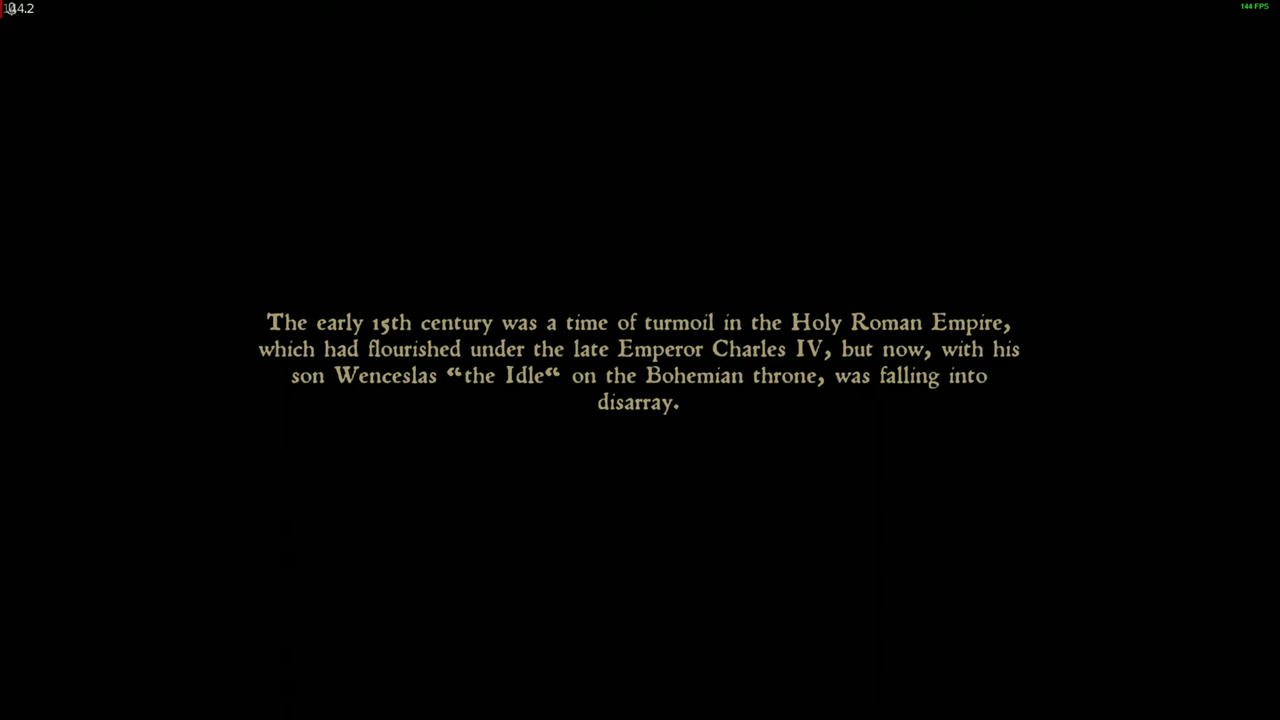 144.2
144 FPS
The early 15th century was a time of turmoil in the Holy Roman Empire,
which had flourished under the late Emperor Charles IV, but now, with his
son Wenceslas “the Idle“ on the Bohemian throne, was falling into
disarray.